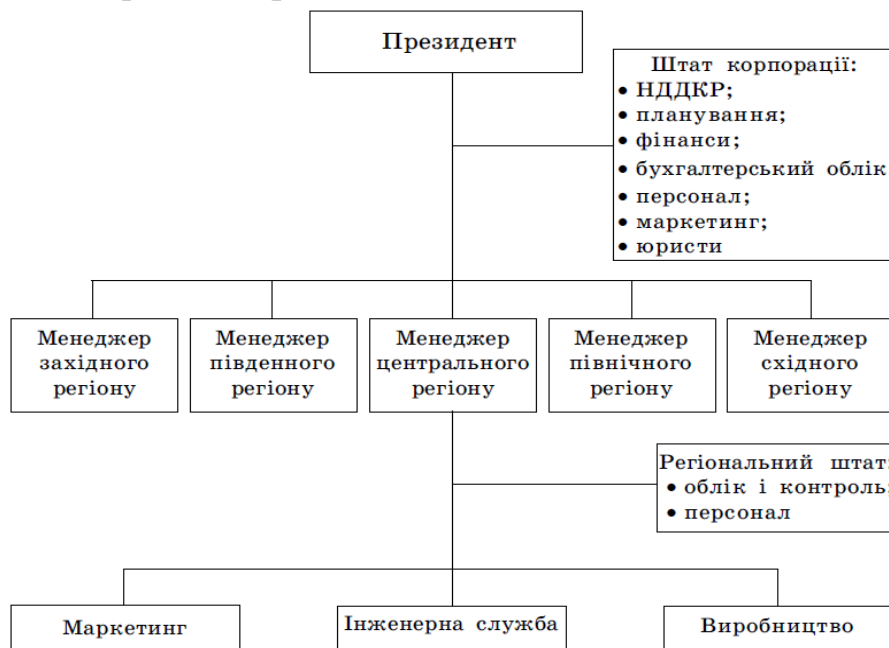 Президент
Штат корпорації:
• НДДКР;
• планування;
• фінанси;
• бухгалтерський облік
• персонал;
• маркетинг;
• юристи
Менеджер
західного
регіону
Менеджер
південного
регіону
Менеджер
центрального
регіону
Менеджер
північного
регіону
Менеджер
східного
регіону
Регіональний штат:
• облік і контроль;
• персонал
Маркетинг
Інженерна служба
Виробництво